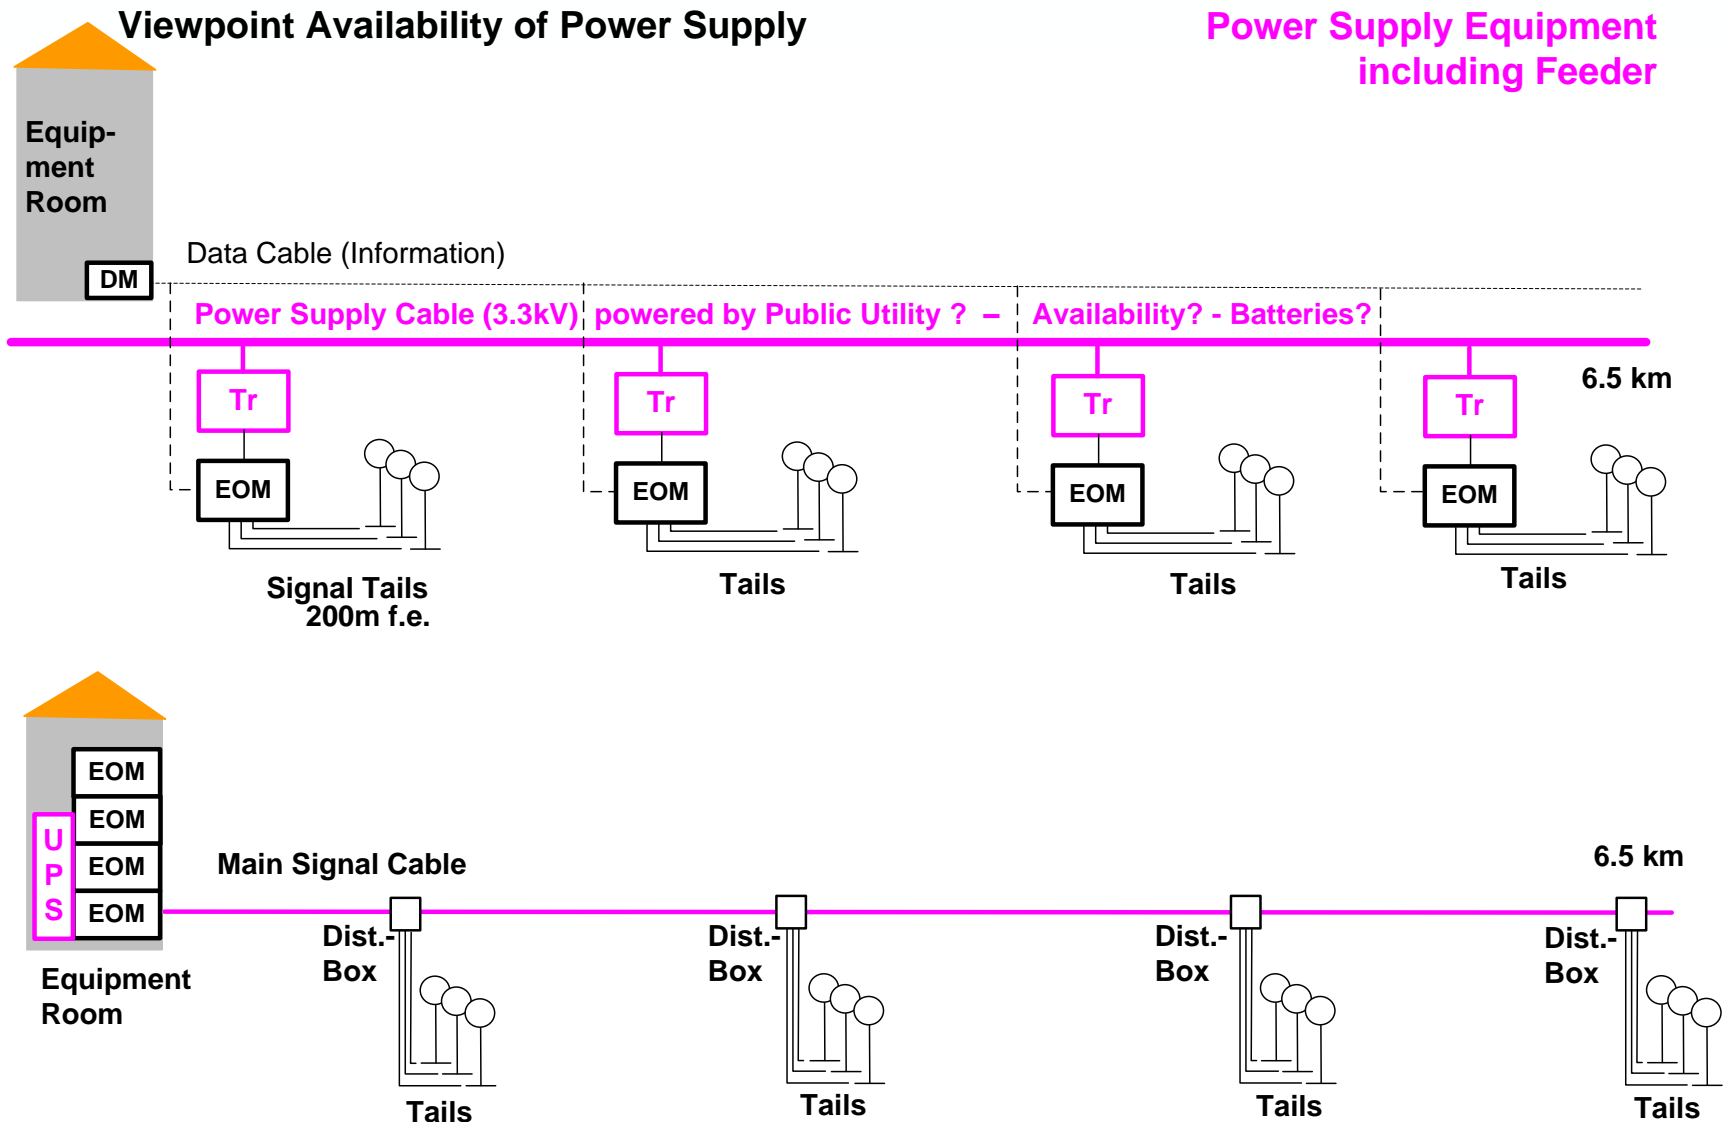 Viewpoint Availability of Power Supply
Power Supply Equipment
including Feeder
Equip-
ment
Room
DM
Data Cable (Information)
Power Supply Cable (3.3kV) powered by Public Utility ? – Availability? - Batteries?
6.5 km
Tr
Tr
Tr
Tr
EOM
EOM
EOM
EOM
Signal Tails
200m f.e.
Tails
Tails
Tails
EOM
EOM
EOM
EOM
U
P
S
Main Signal Cable
6.5 km
Equipment
Room
Dist.-
Box
Dist.-
Box
Dist.-
Box
Dist.-
Box
Tails
Tails
Tails
Tails